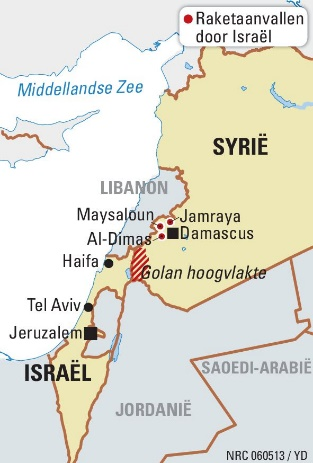 Raketaanvallen
door Israël
Middellandse Zee
SYRIË
LIBANON
Maysaloun
Jamraya
Al-Dimas
Damascus
Haifa
Golan hoogvlakte
Tel Aviv
Jeruzalem
ISRAËL
SAOEDI-ARABIË
JORDANIË
NRC 060513 / YD